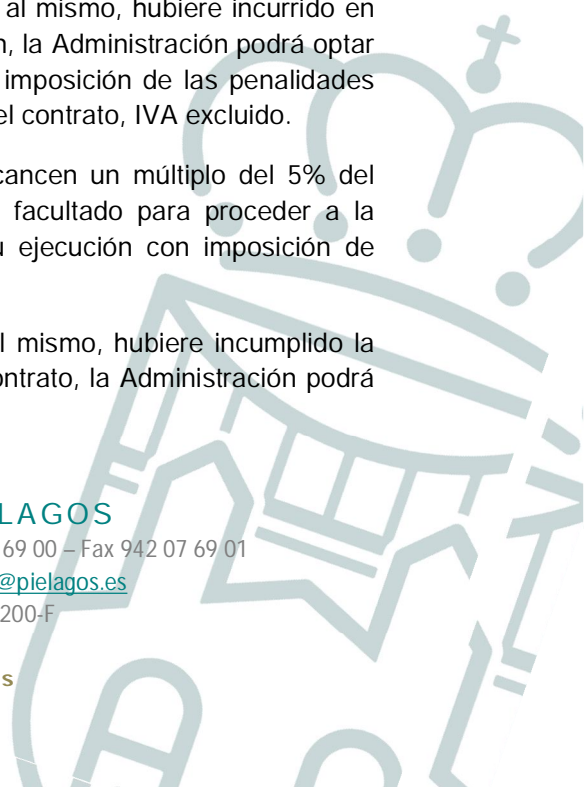 al mismo, hubiere incurrido en
, la Administración podrá optar
imposición de las penalidades
el contrato, IVA excluido.
cancen un múltiplo del 5% del
facultado para proceder a la
u ejecución con imposición de
l mismo, hubiere incumplido la
ontrato, la Administración podrá
LAGOS
69 00 – Fax 942 07 69 01
@pielagos.es
200-F
s